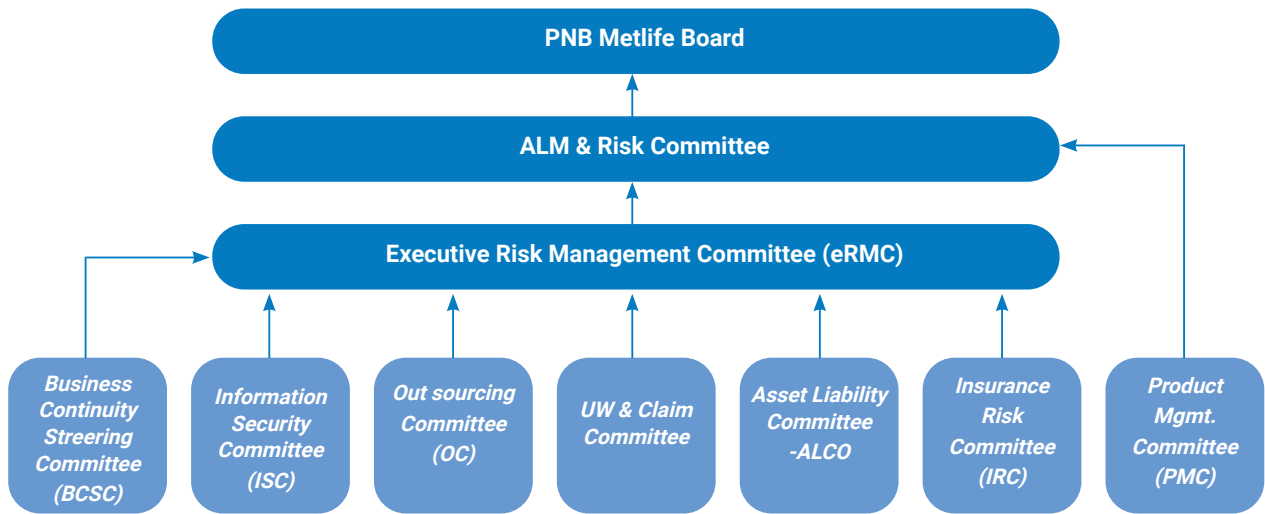 PNB Metlife Board
ALM & Risk Committee
Executive Risk Management Committee (eRMC)
Business
Continuity
Streering
Committee
(BCSC)
Information
Security
Committee
(ISC)
Out sourcing
Committee
(OC)
UW & Claim
Committee
Asset Liability
Committee
-ALCO
Insurance
Risk
Committee
(IRC)
Product
Mgmt.
Committee
(PMC)